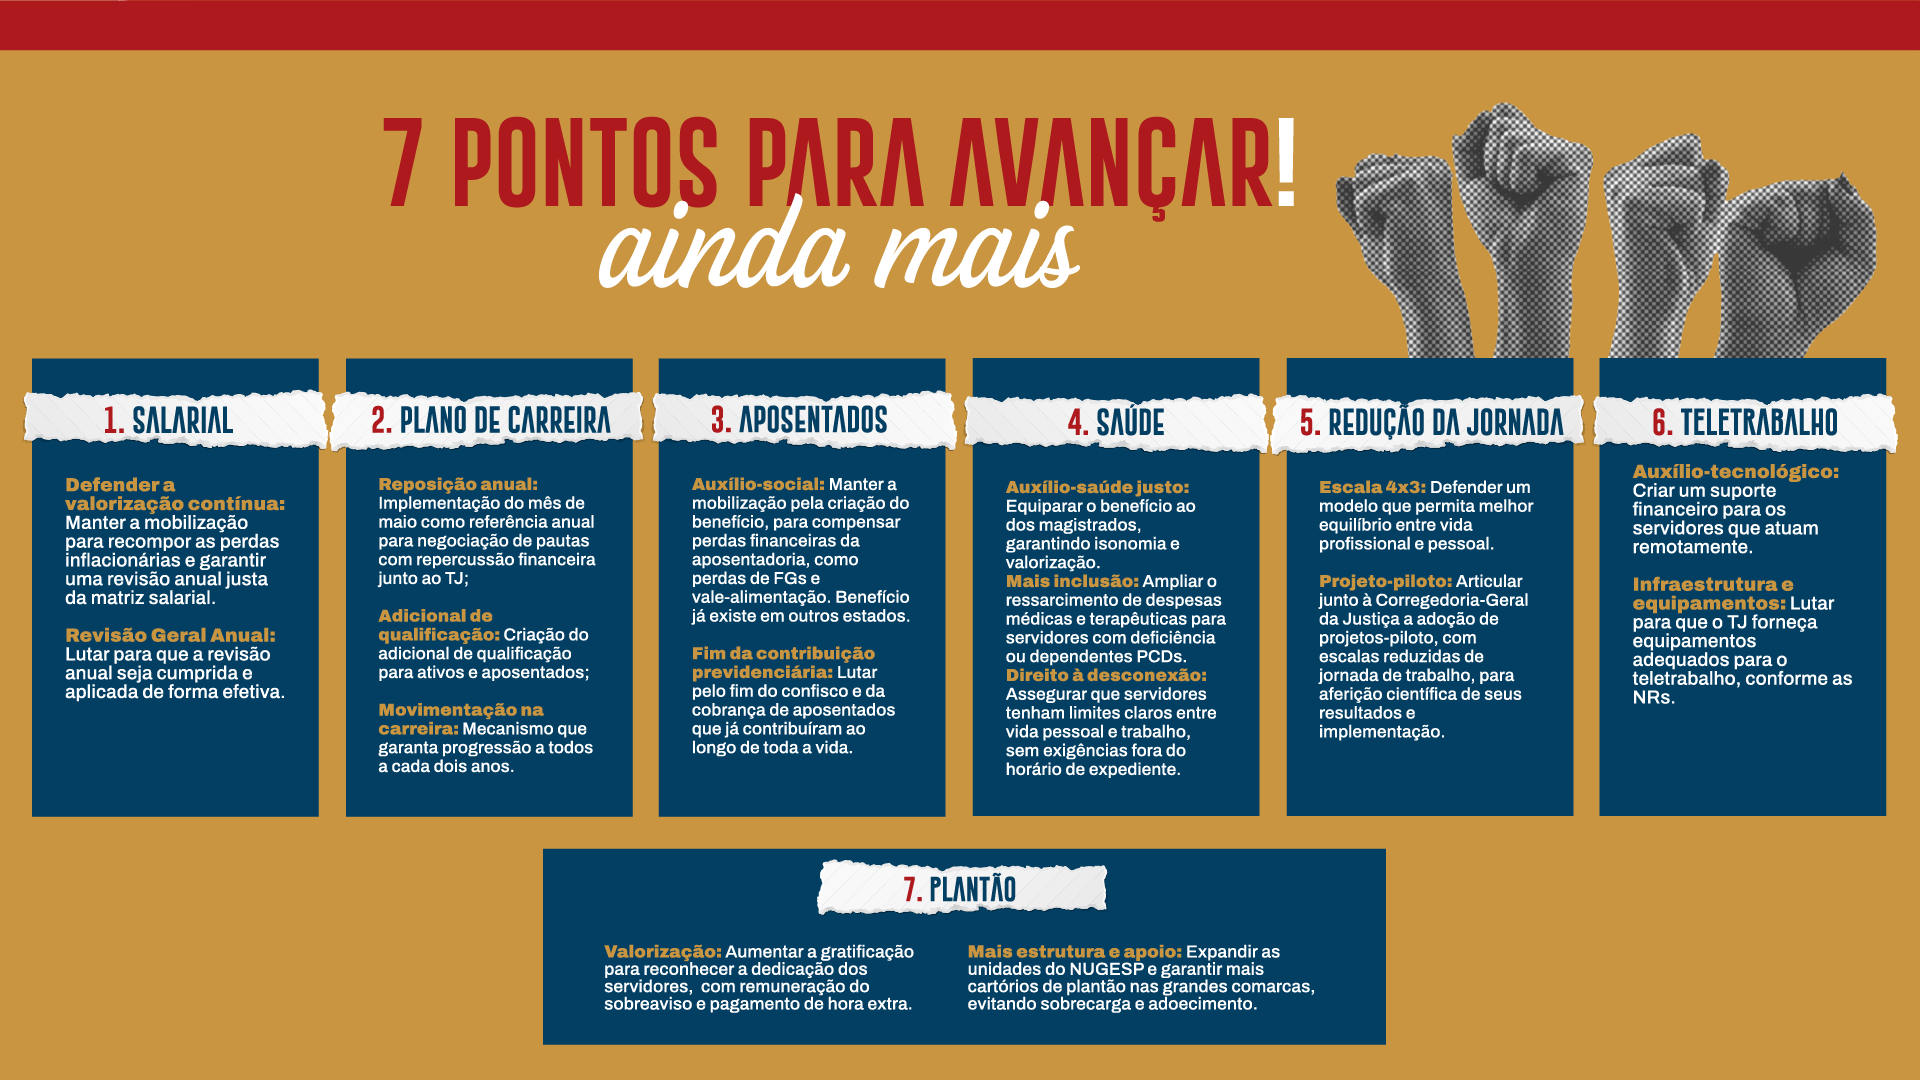 7 PONTOS PARA AVANÇAR!
ainda mais
1. SALARIAL
Defender a
valorização contínua:
Manter a mobilização
para recompor as perdas
inflacionárias e garantir
uma revisão anual justa
da matriz salarial.
Revisão Geral Anual:
Lutar para que a revisão
anual seja cumprida e
aplicada de forma efetiva.
2. PLANO DE CARREIRA
Reposição anual:
Implementação do mês de
maio como referência anual
para negociação de pautas
com repercussão financeira
junto ao TJ;
Adicional de
qualificação: Criação do
adicional de qualificação
para ativos e aposentados;
Movimentação na
carreira: Mecanismo que
garanta progressão a todos
a cada dois anos.
3. APOSENTADOS
Auxílio-social: Manter a
mobilização pela criação do
benefício, para compensar
perdas financeiras da
aposentadoria, como
perdas de FGs e
vale-alimentação. Benefício
já existe em outros estados.
Fim da contribuição
previdenciária: Lutar
pelo fim do confisco e da
cobrança de aposentados
que já contribuíram ao
longo de toda a vida.
4. SAÚDE
Auxílio-saúde justo:
Equiparar o benefício ao
dos magistrados,
garantindo isonomia e
valorização.
Mais inclusão: Ampliar o
ressarcimento de despesas
médicas e terapêuticas para
servidores com deficiência
ou dependentes PCDs.
Direito à desconexão:
Assegurar que servidores
tenham limites claros entre
vida pessoal e trabalho,
sem exigências fora do
horário de expediente.
5. REDUÇÃO DA JORNADA
Escala 4x3: Defender um
modelo que permita melhor
equilíbrio entre vida
profissional e pessoal.
Projeto-piloto: Articular
junto à Corregedoria-Geral
da Justiça a adoção de
projetos-piloto, com
escalas reduzidas de
jornada de trabalho, para
aferição científica de seus
resultados e
implementação.
6. TELETRABALHO
Auxílio-tecnológico:
Criar um suporte
financeiro para os
servidores que atuam
remotamente.
Infraestrutura e
equipamentos: Lutar
para que o TJ forneça
equipamentos
adequados para o
teletrabalho, conforme as
NRs.
7. PLANTÃO
Valorização: Aumentar a gratificação
para reconhecer a dedicação dos
servidores, com remuneração do
sobreaviso e pagamento de hora extra.
Mais estrutura e apoio: Expandir as
unidades do NUGESP e garantir mais
cartórios de plantão nas grandes comarcas,
evitando sobrecarga e adoecimento.